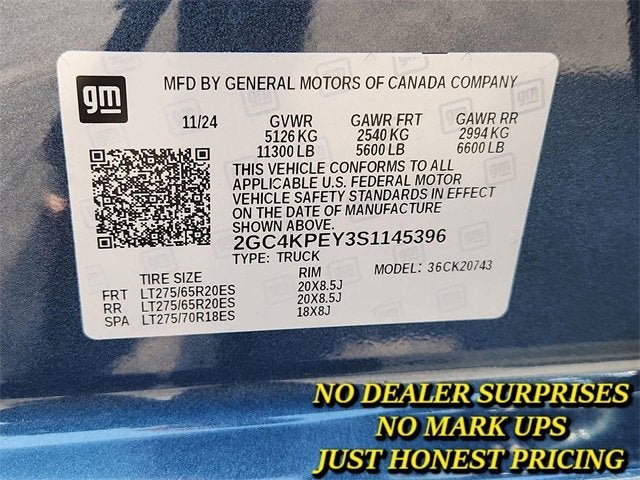 gm
MFD BY GENERAL MOTORS OF CANADA COMPANY
11/24 GVWR GAWR FRT GAWR RR
5126 KG 2540 KG 2994 KG
11300 LB 5600 LB 6600 LB
THIS VEHICLE CONFORMS TO ALL
APPLICABLE U.S. FEDERAL MOTOR
VEHICLE SAFETY STANDARDS IN EFFECT
ON THE DATE OF MANUFACTURE
SHOWN ABOVE.
2GC4KPEY3S1145396
TYPE: TRUCK MODEL: 36CK20743
TIRE SIZE RIM
FRT LT275/65R20ES 20X8.5J
RR LT275/65R20ES 20X8.5J
SPA LT275/70R18ES 18X8J
NO DEALER SURPRISES
NO MARK UPS
JUST HONEST PRICING